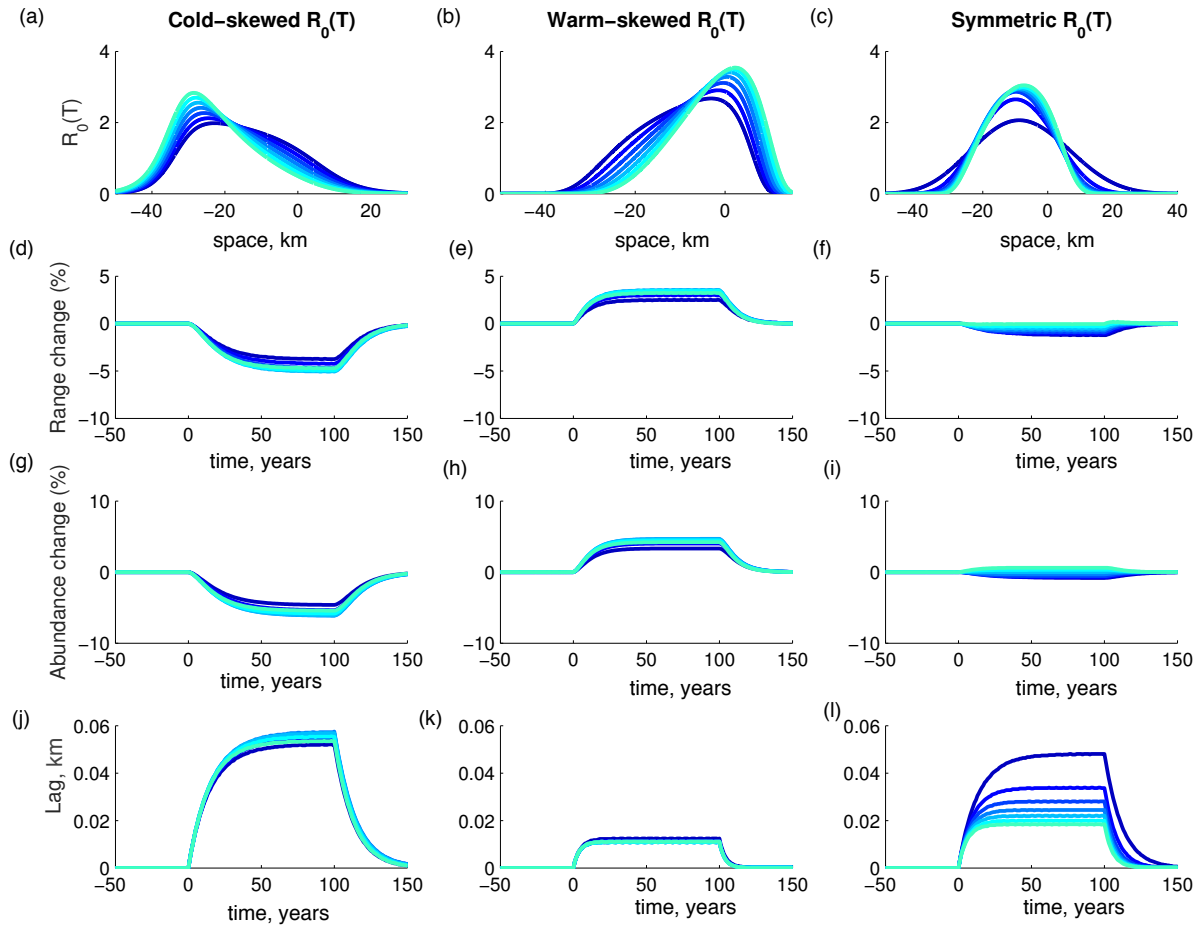 (a) Cold−skewed R0(T) (b) Warm−skewed R0(T) (c) Symmetric R0(T)
R0(T)
4 4 4
2 2 2
0 0 0
−40 −20 0 20 −40 −20 0 −40 −20 0 20 40
space, km space, km space, km
(d) (e) (f)
Range change (%)
5 5 5
0 0 0
−5 −5 −5
−10 −10 −10
−50 0 50 100 150 −50 0 50 100 150 −50 0 50 100 150
time, years time, years time, years
(g) (h) (i)
Abundance change (%)
10 10 10
0 0 0
−10 −10 −10
−50 0 50 100 150 −50 0 50 100 150 −50 0 50 100 150
time, years time, years time, years
(j) (k) (l)
Lag, km
0.06 0.06 0.06
0.04 0.04 0.04
0.02 0.02 0.02
0 0 0
−50 0 50 100 150 −50 0 50 100 150 −50 0 50 100 150
time, years time, years time, years